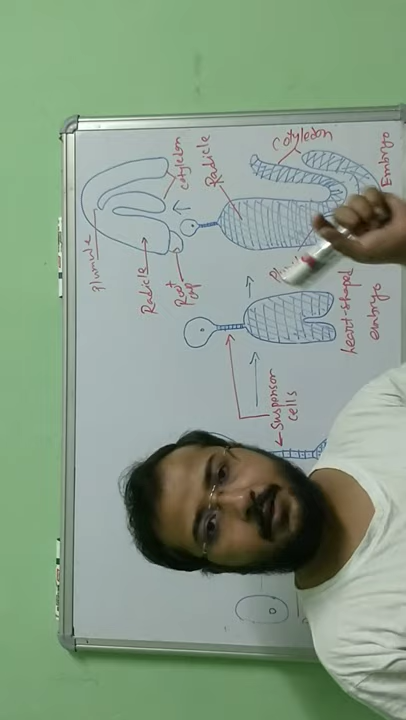 Plumule
Radicle
Root
cap
cotyledon
Radicle
Suspensor
cells
Cotyledon
heart-shaped
embryo
Embryo